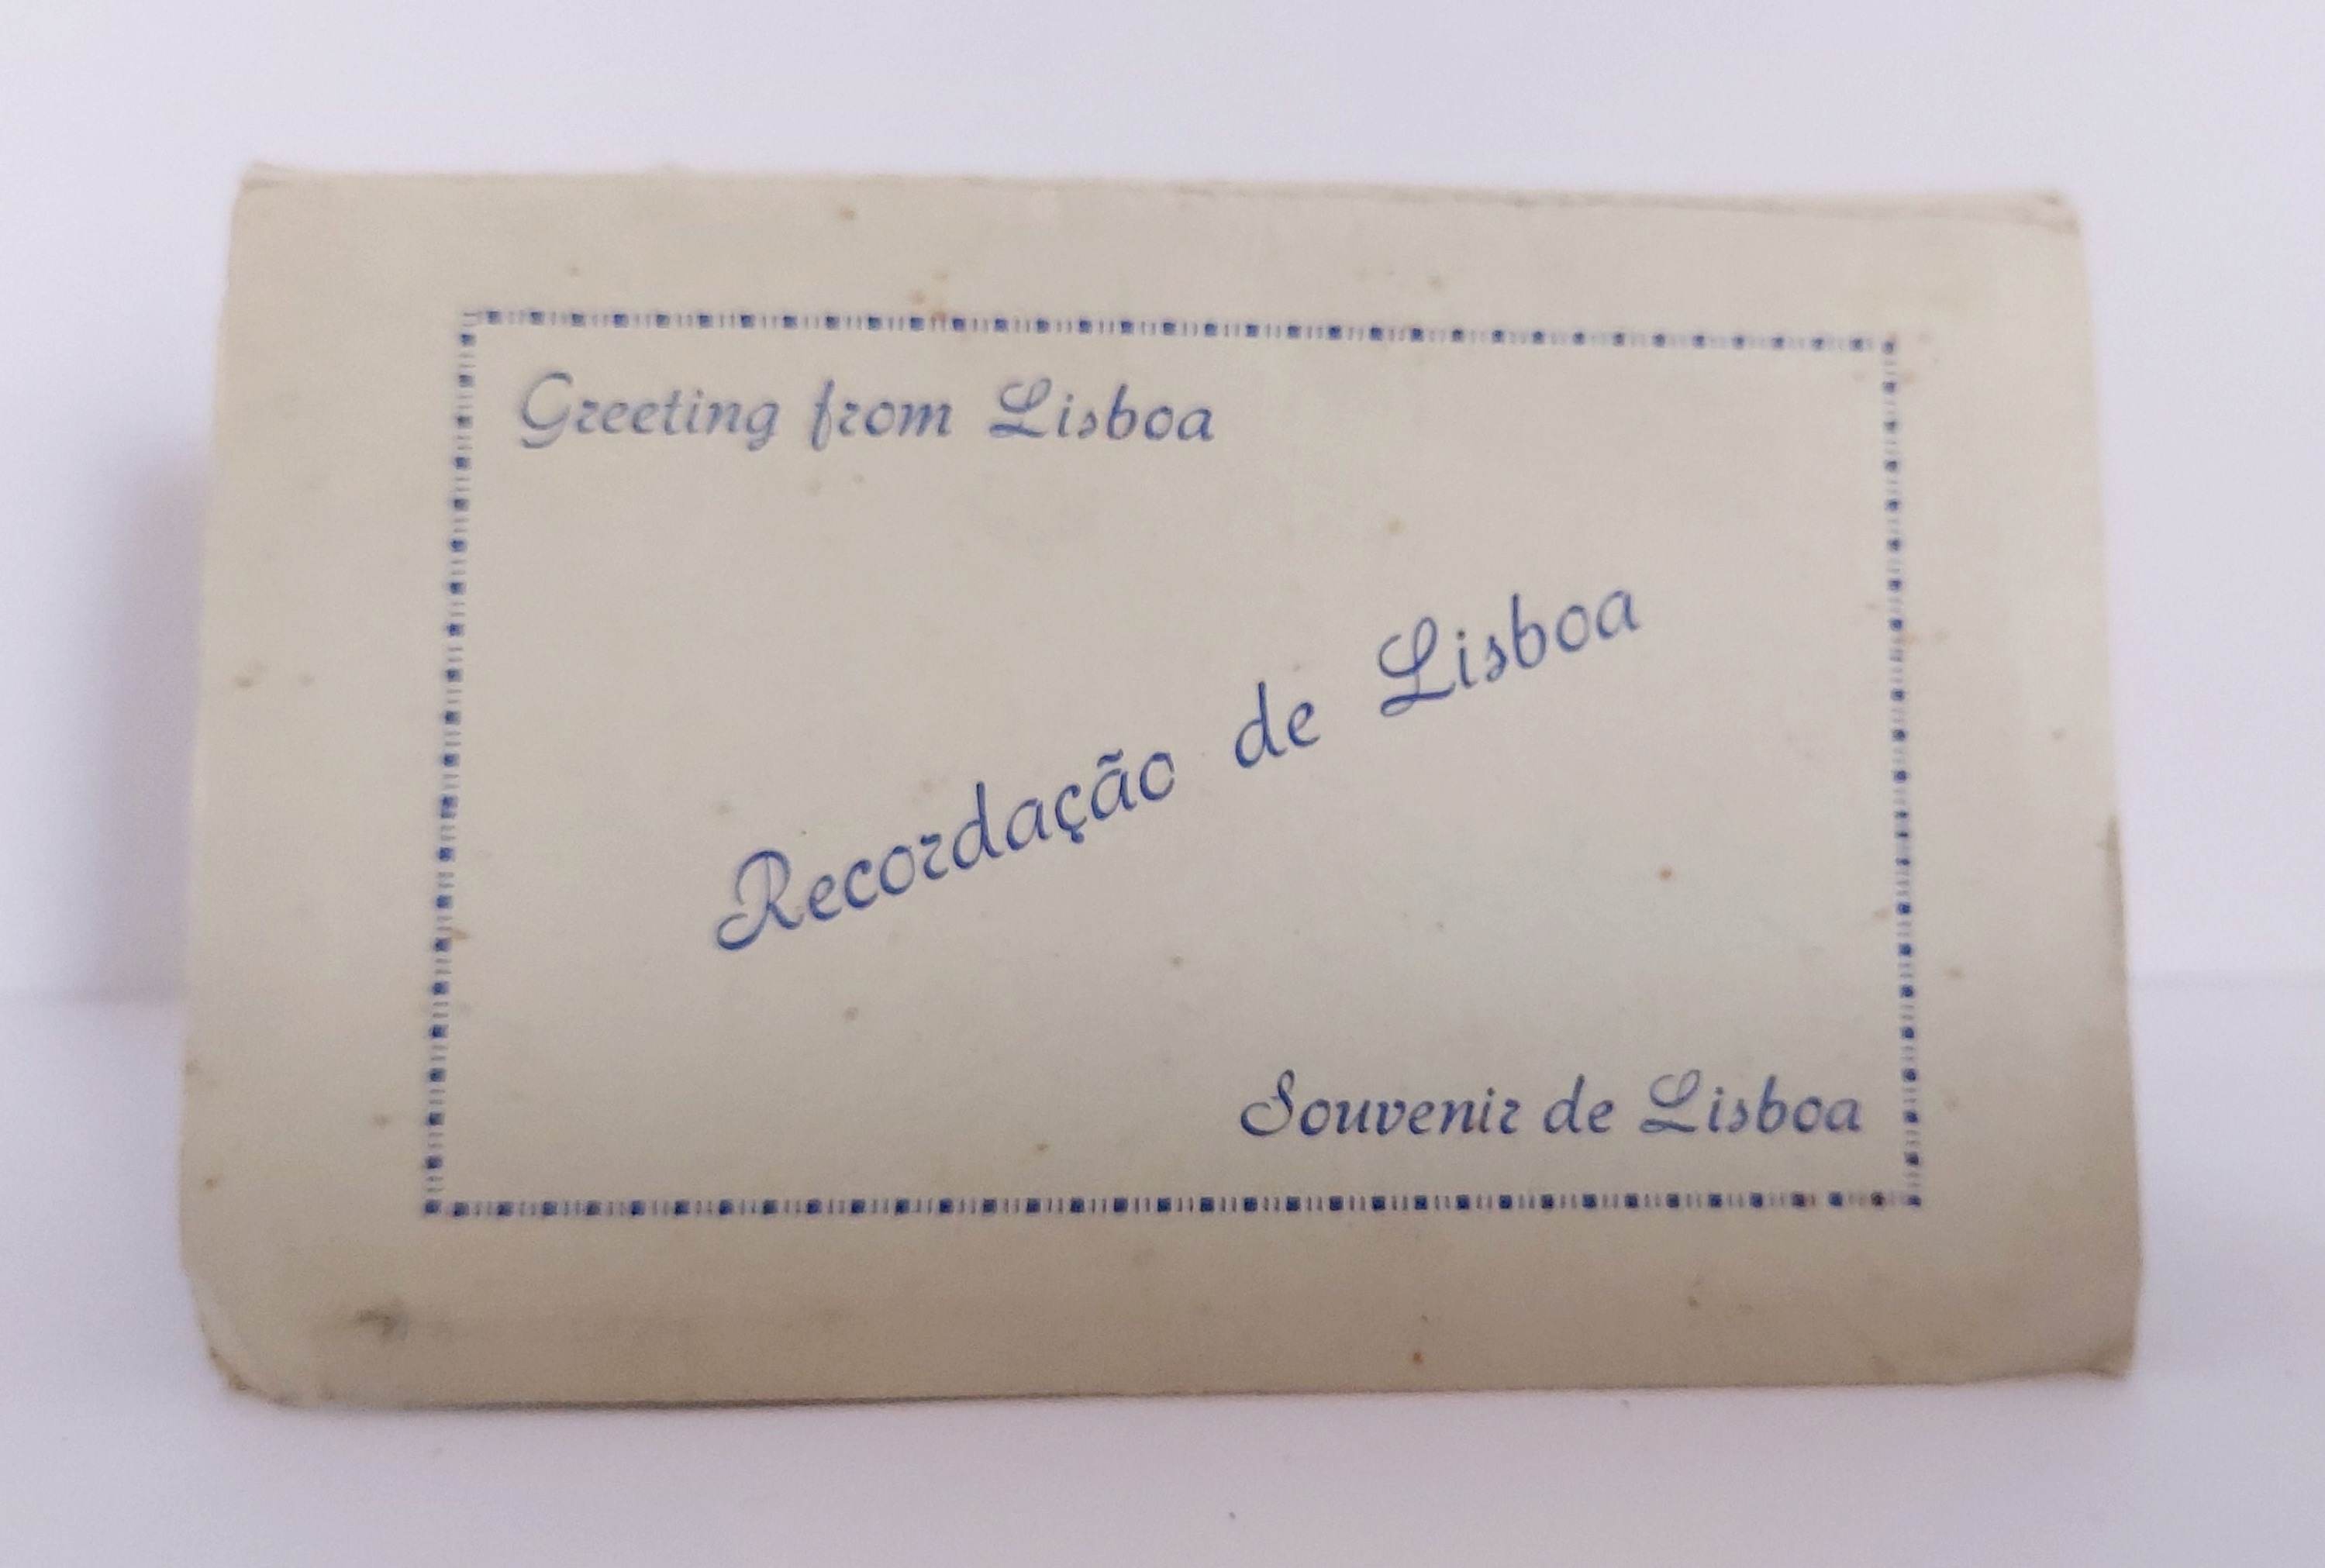 Greeting from Lisboa
Recordação de Lisboa
Souvenir de Lisboa